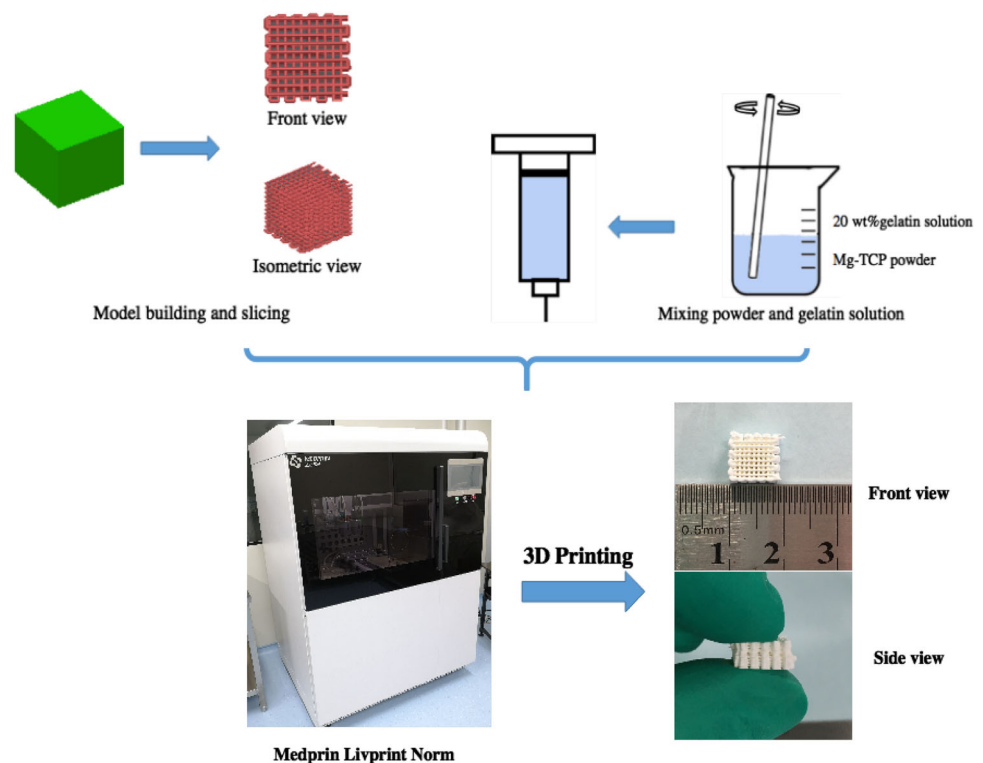 Front view
Isometric view
Model building and slicing
20 wt%gelatin solution
Mg-TCP powder
Mixing powder and gelatin solution
MEDPRIN
3D Printing
0.5mm
1 2 3
Front view
Side view
Medprin Livprint Norm